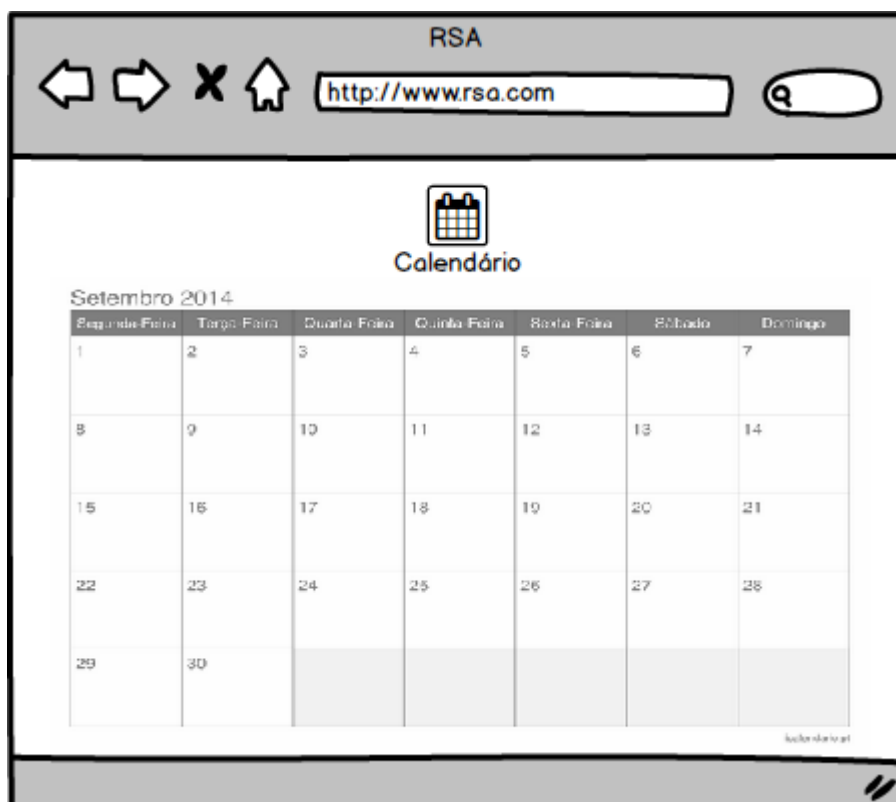 RSA
http://www.rsa.com
Calendário
Setembro 2014
Segunda-Feira Terça-Feira Quarta-Feira Quinta-Feira Sexta-Feira Sábado Domingo
1 2 3 4 5 6 7
8 9 10 11 12 13 14
15 16 17 18 19 20 21
22 23 24 25 26 27 28
29 30